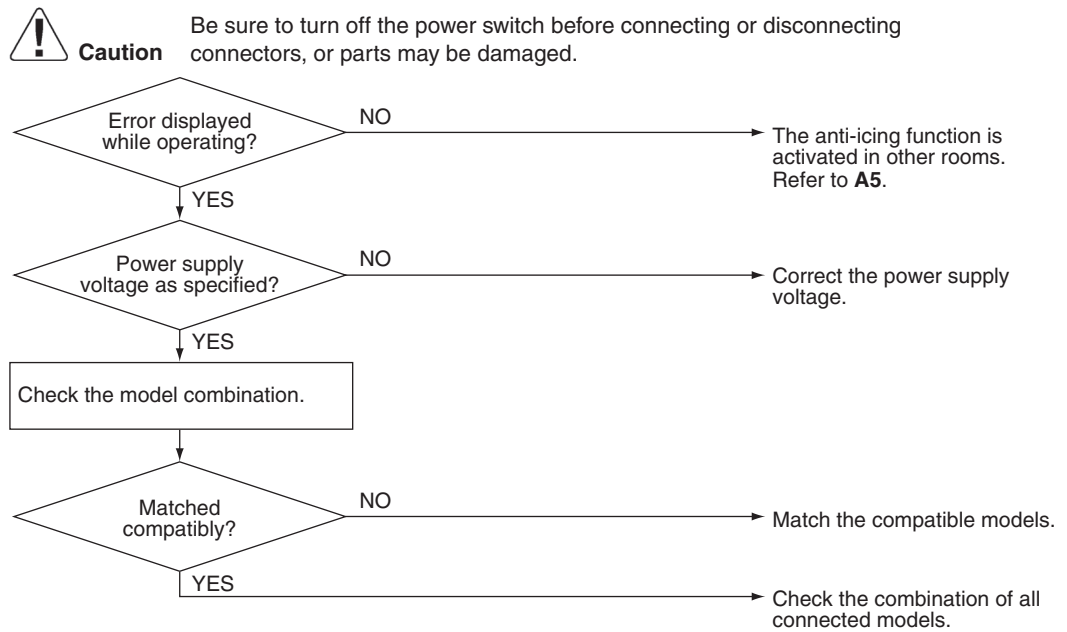 Be sure to turn off the power switch before connecting or disconnecting
Caution connectors, or parts may be damaged.
Error displayed
while operating?
NO
The anti-icing function is
activated in other rooms.
Refer to A5.
YES
Power supply
voltage as specified?
NO
Correct the power supply
voltage.
YES
Check the model combination.
Matched
compatibly?
NO
Match the compatible models.
YES
Check the combination of all
connected models.